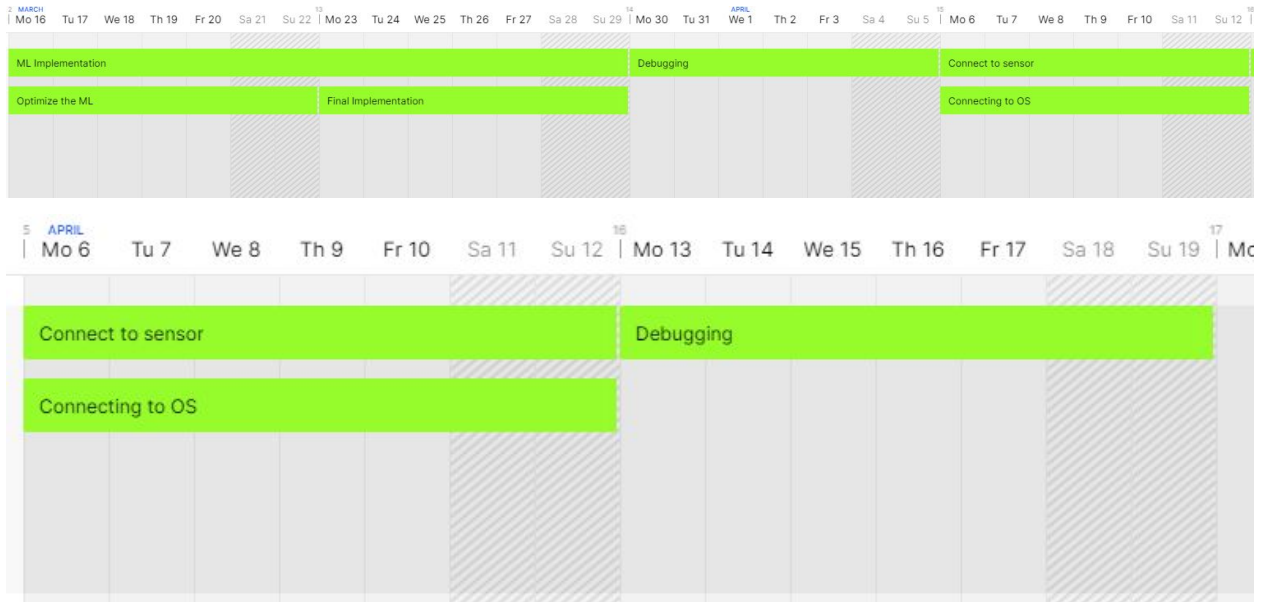 2 MARCH 13 14 APRIL 15 16
Mo 16 Tu 17 We 18 Th 19 Fr 20 Sa 21 Su 22 Mo 23 Tu 24 We 25 Th 26 Fr 27 Sa 28 Su 29 Mo 30 Tu 31 We 1 Th 2 Fr 3 Sa 4 Su 5 Mo 6 Tu 7 We 8 Th 9 Fr 10 Sa 11 Su 12
ML Implementation Debugging Connect to sensor
Optimize the ML Final Implementation Connecting to OS
5 APRIL 16 17
Mo 6 Tu 7 We 8 Th 9 Fr 10 Sa 11 Su 12 Mo 13 Tu 14 We 15 Th 16 Fr 17 Sa 18 Su 19
Connect to sensor Debugging
Connecting to OS